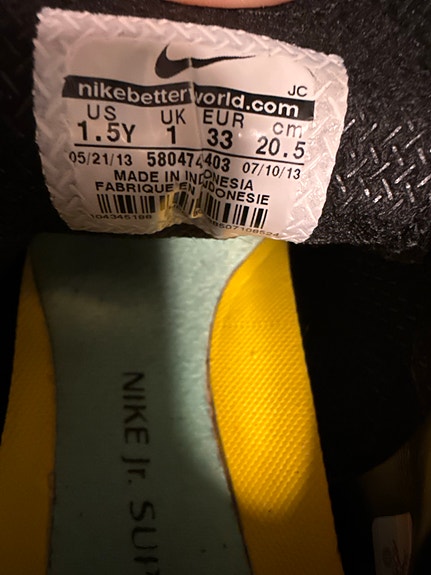 JC
nikebetterworld.com
US UK EUR cm
1.5Y 1 33 20.5
05/21/13 580474 403 07/10/13
MADE IN INDONESIA
FABRIQUE EN INDONESIE
NIKE Jr.